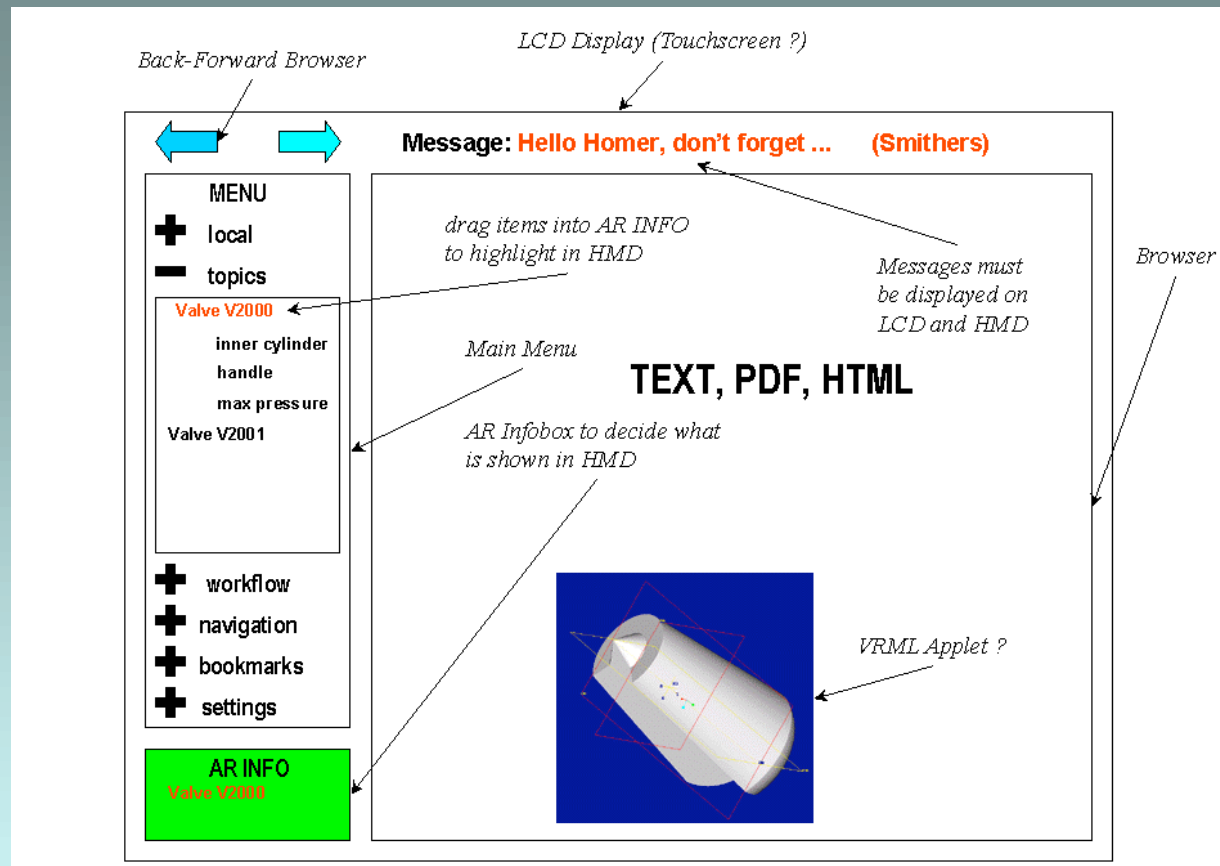 LCD Display (Touchscreen ?)
Back-Forward Browser
Message: Hello Homer, don't forget ... (Smithers)
MENU
local
topics
Valve V2000
inner cylinder
handle
max pressure
Valve V2001
workflow
navigation
bookmarks
settings
AR INFO
Valve V2000
drag items into AR INFO
to highlight in HMD
Main Menu
AR Infobox to decide what
is shown in HMD
Messages must
be displayed on
LCD and HMD
Browser
TEXT, PDF, HTML
VRML Applet ?